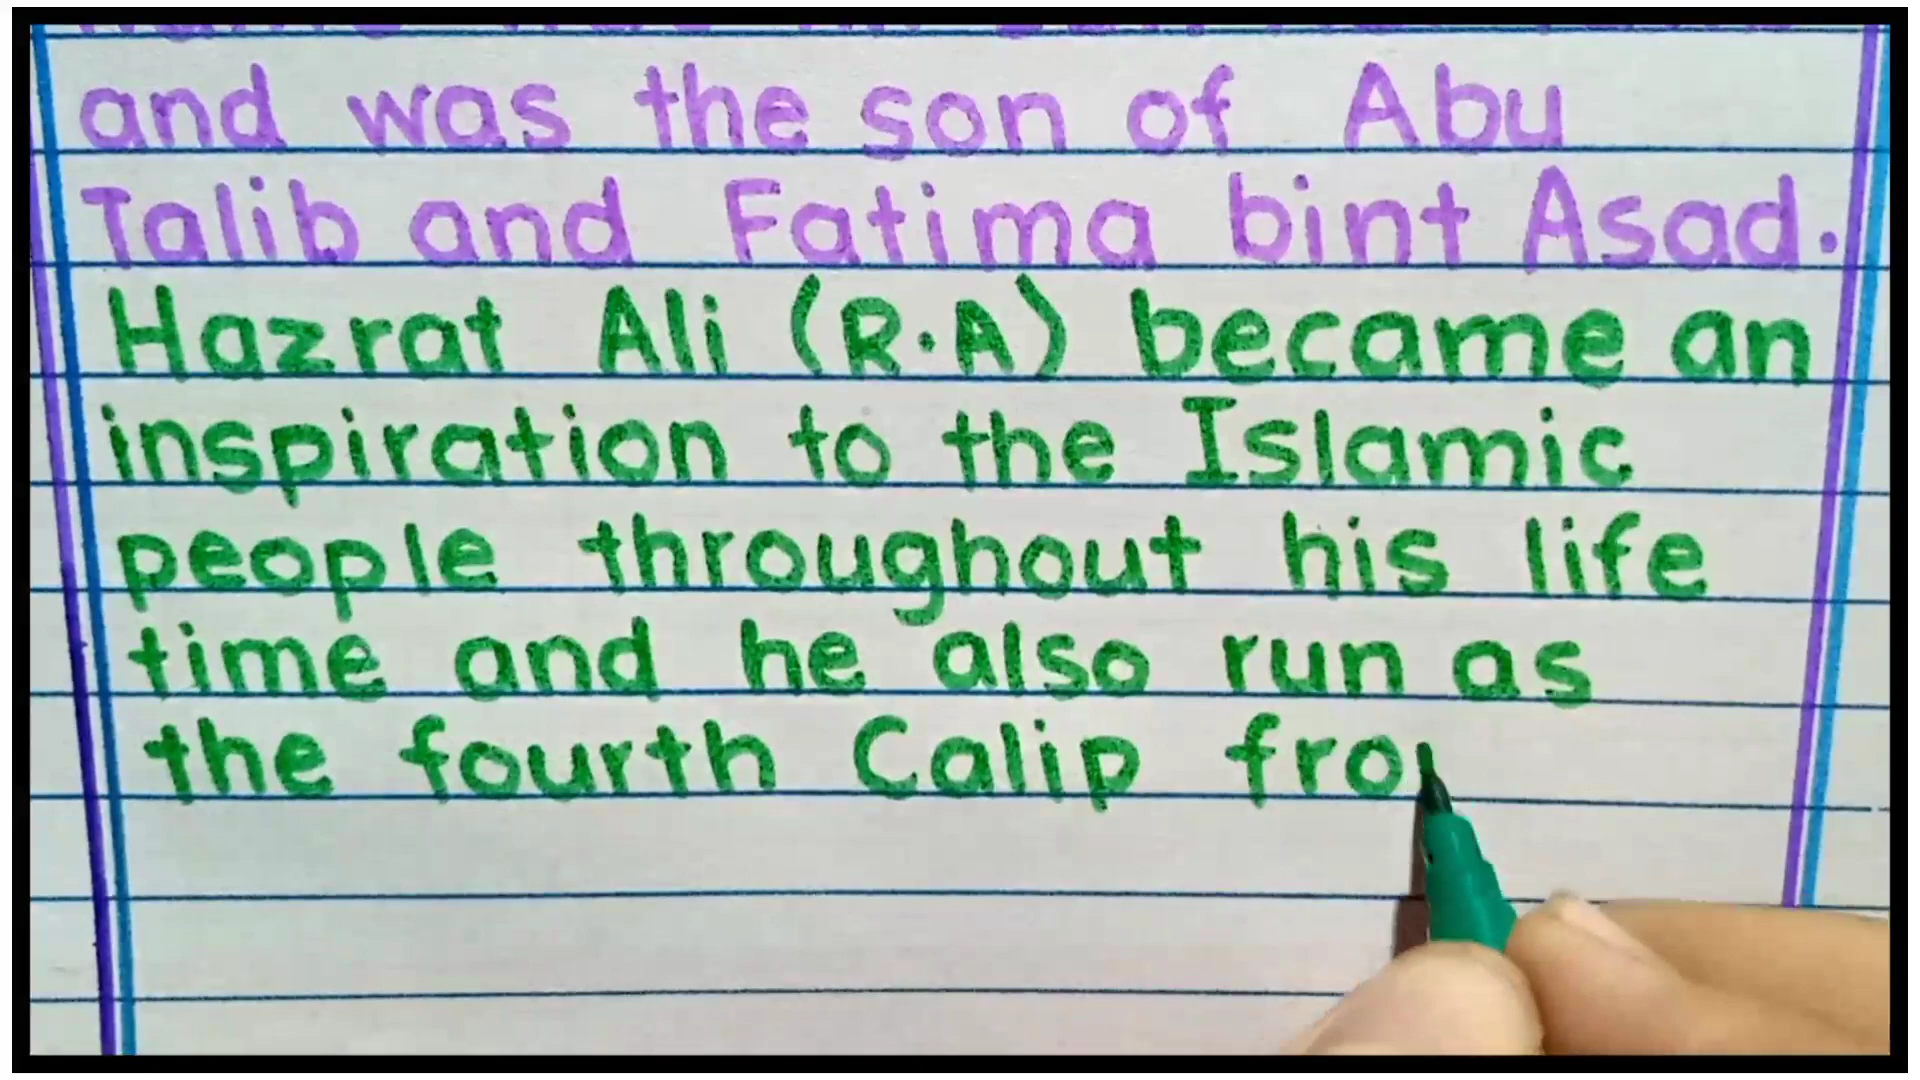 and was the son of Abu
Talib and Fatima bint Asad.
Hazrat Ali (R.A) became an
inspiration to the Islamic
people throughout his life
time and he also run as
the fourth Calip fro